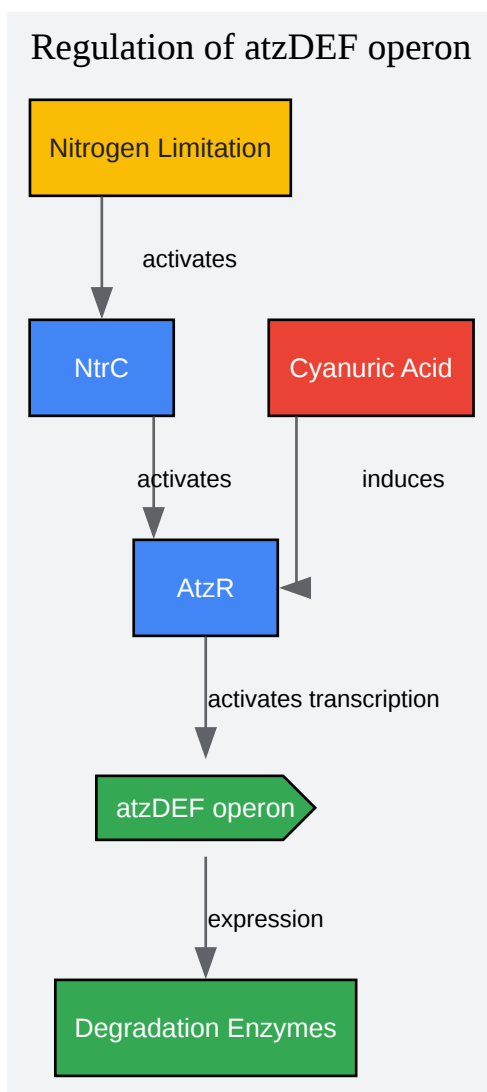 Regulation of atzDEF operon
Nitrogen Limitation
activates
NtrC
Cyanuric Acid
activates
induces
AtzR
activates transcription
atzDEF operon
expression
Degradation Enzymes